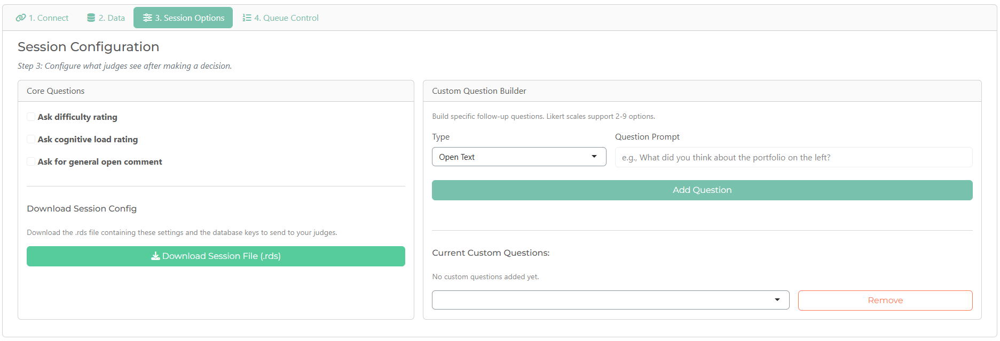 1. Connect
2. Data
3. Session Options
4. Queue Control
Session Configuration
Step 3: Configure what judges see after making a decision.
Core Questions
Ask difficulty rating
Ask cognitive load rating
Ask for general open comment
Download Session Config
Download the .rds file containing these settings and the database keys to send to your judges.
Download Session File (.rds)
Custom Question Builder
Build specific follow-up questions. Likert scales support 2-9 options.
Type
Question Prompt
Open Text
e.g., What did you think about the portfolio on the left?
Add Question
Current Custom Questions:
No custom questions added yet.
Remove